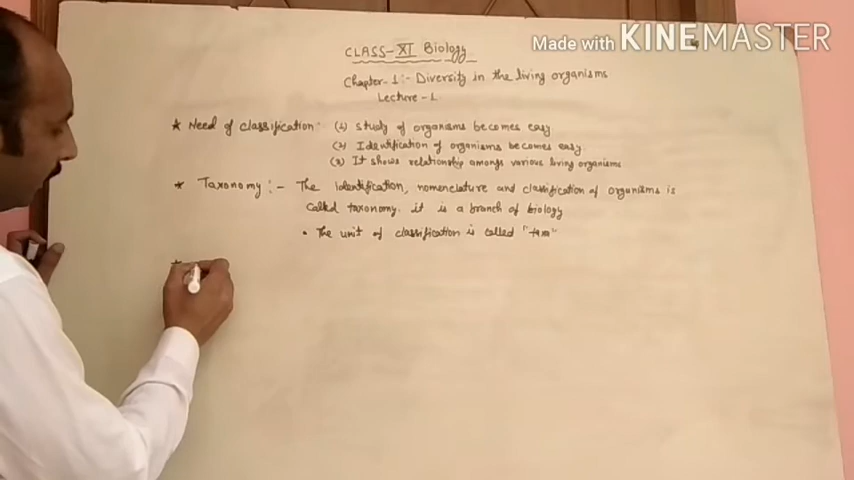 Made with KINEMASTER
CLASS-XI Biology
Chapter-1:- Diversity in the living organisms
Lecture-1
★ Need of classification: (1) study of organisms becomes easy
(2) Identification of organisms becomes easy.
(3) It shows relationship amongs various living organisms
★ Taxonomy:- The identification, nomenclature and classification of organisms is
called taxonomy. it is a branch of biology
• The unit of classification is called